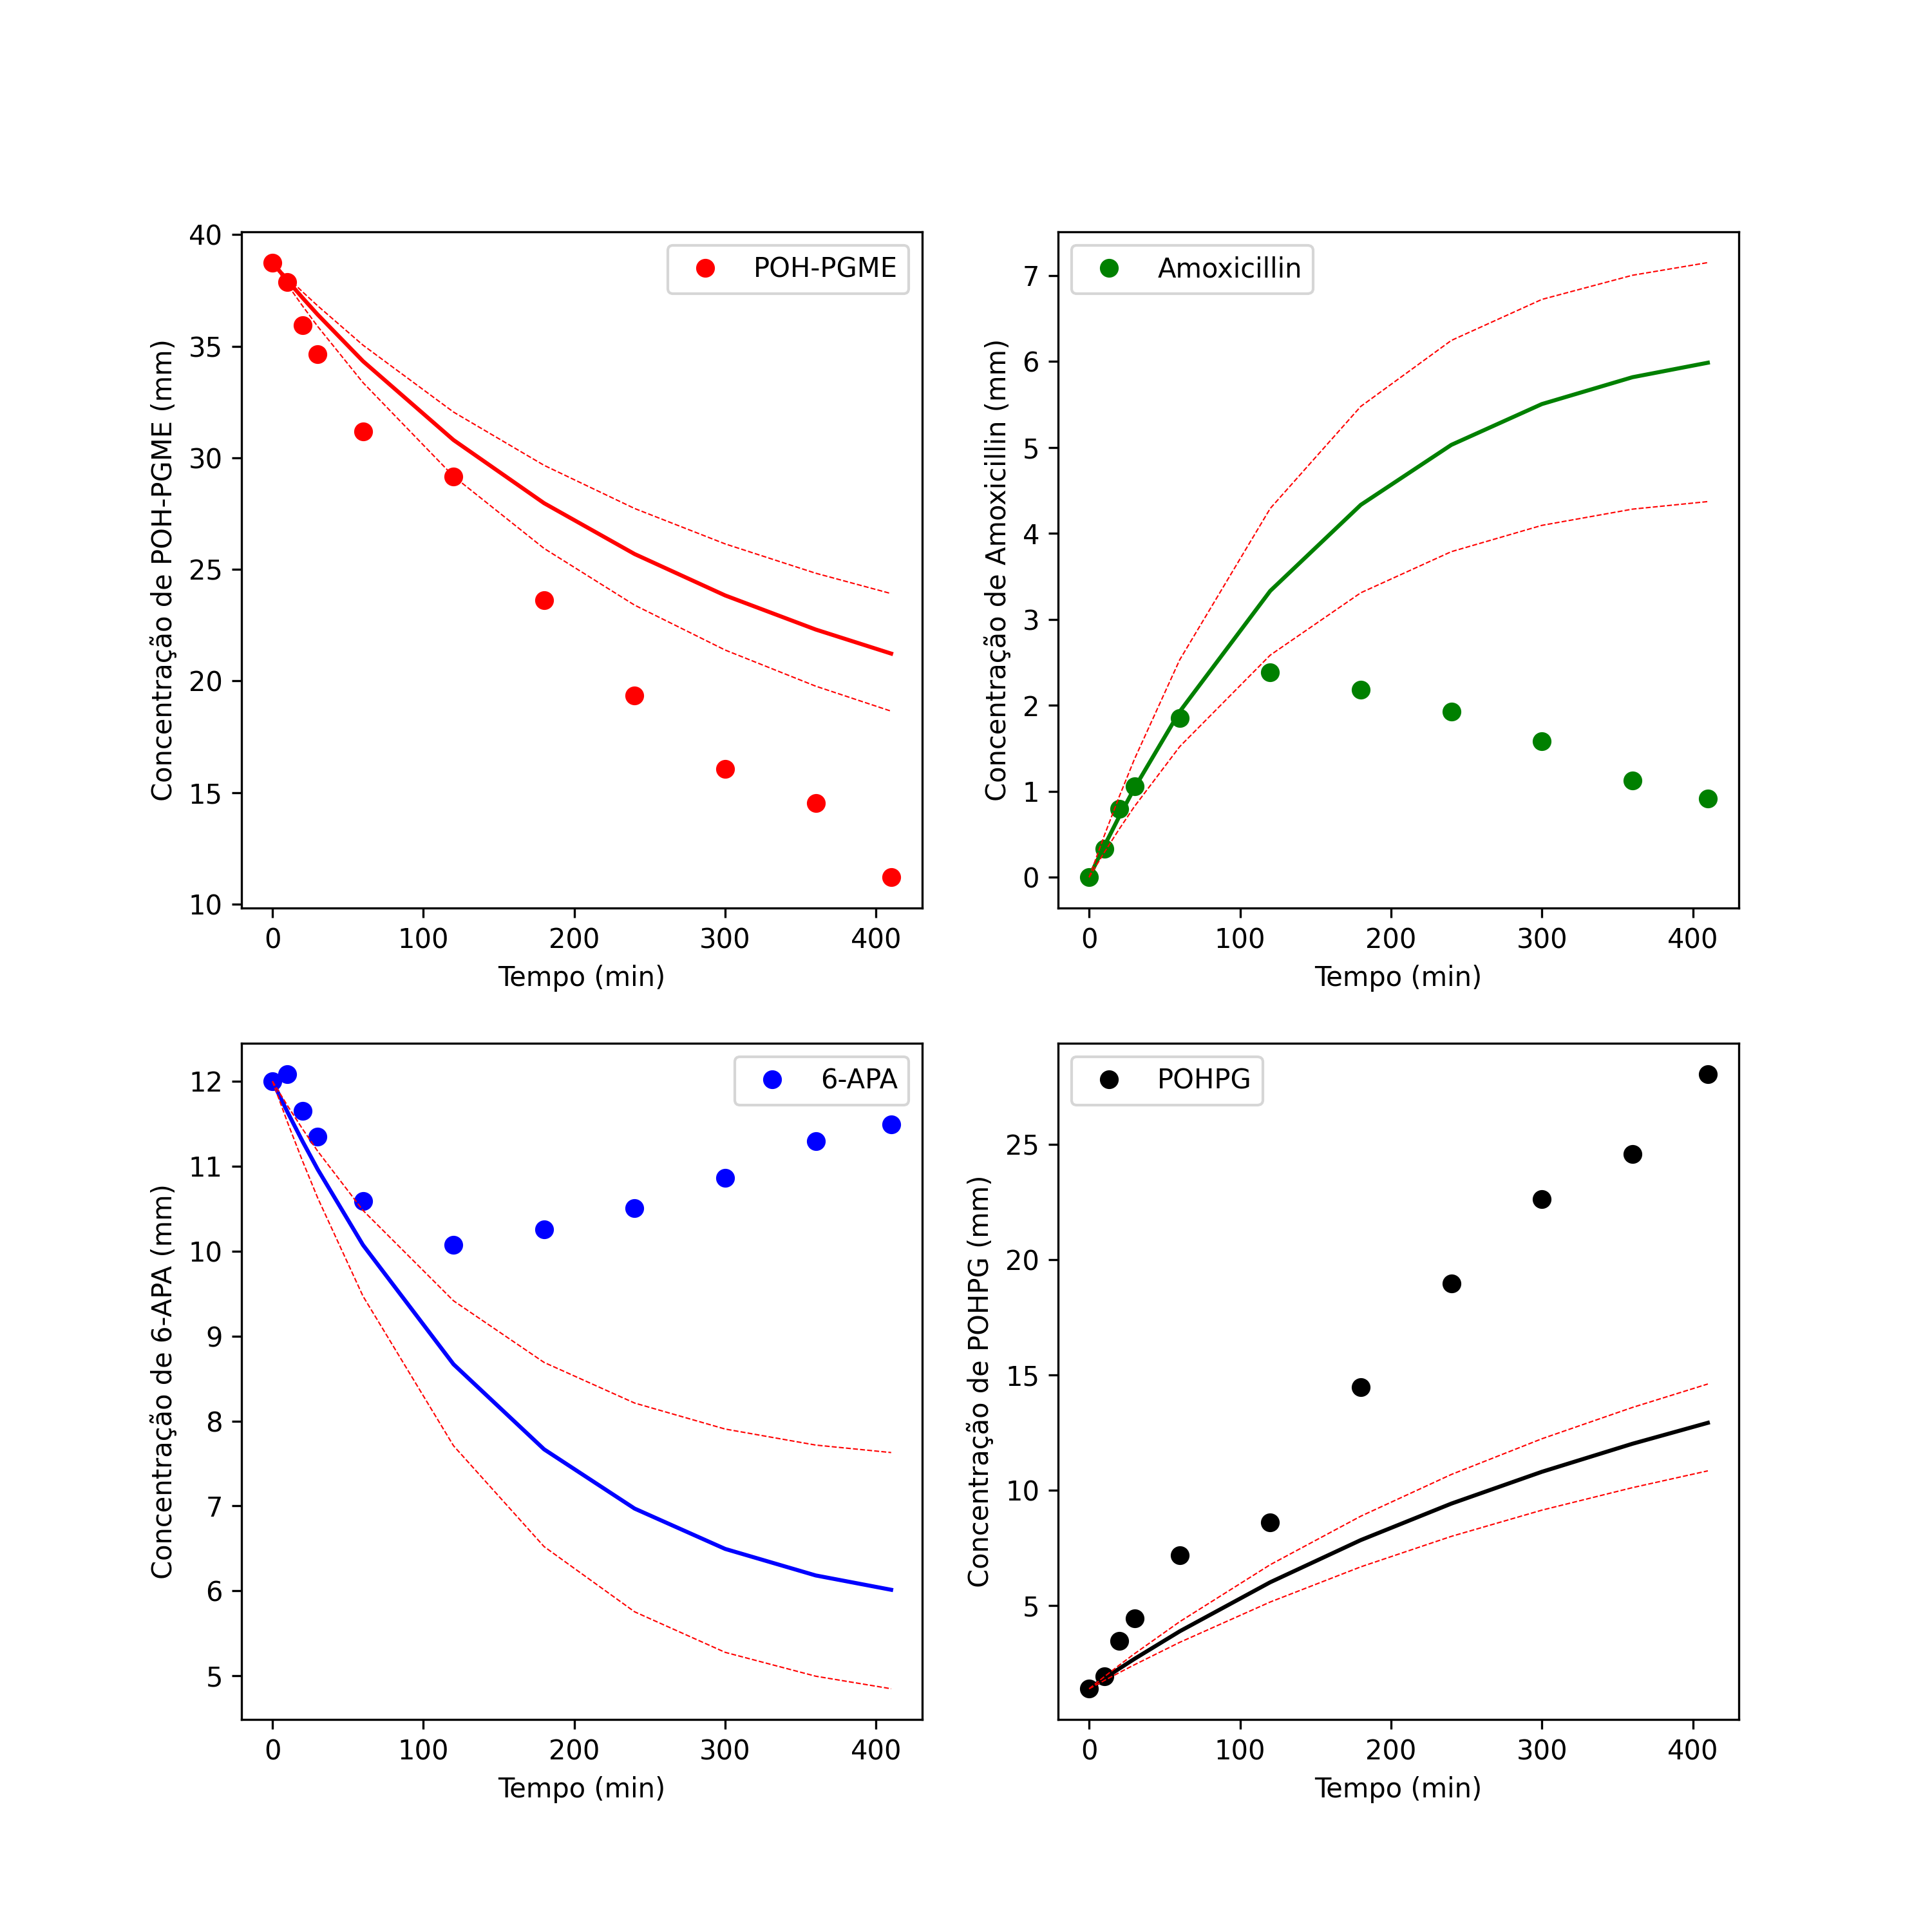 POH-PGME
40
35
30
25
20
15
10
Concentração de POH-PGME (mm)
0 100 200 300 400
Tempo (min)
Amoxicillin
7
6
5
4
3
2
1
0
Concentração de Amoxicillin (mm)
0 100 200 300 400
Tempo (min)
6-APA
12
11
10
9
8
7
6
5
Concentração de 6-APA (mm)
0 100 200 300 400
Tempo (min)
POHPG
25
20
15
10
5
Concentração de POHPG (mm)
0 100 200 300 400
Tempo (min)